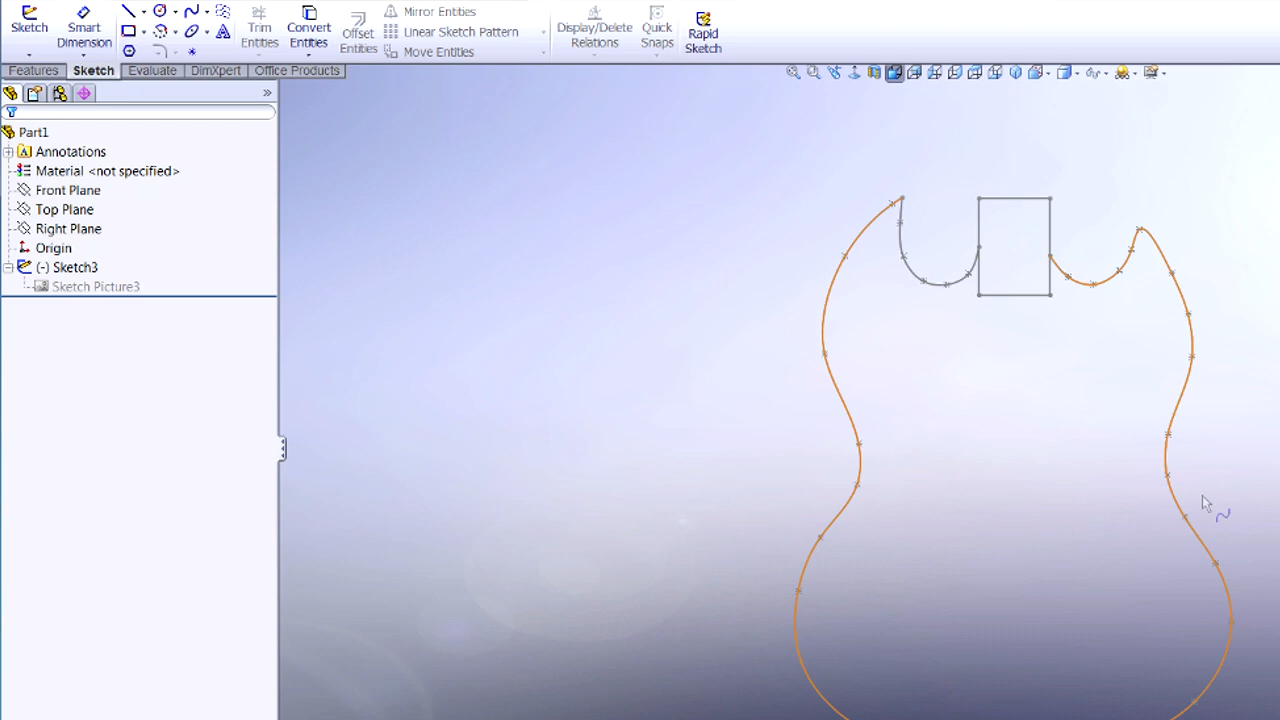 Sketch
Smart Dimension
Trim Entities
Convert Entities
Offset Entities
Mirror Entities
Linear Sketch Pattern
Move Entities
Display/Delete Relations
Quick Snaps
Rapid Sketch
Features
Sketch
Evaluate
DimXpert
Office Products
»
Part1
Annotations
Material <not specified>
Front Plane
Top Plane
Right Plane
Origin
(-) Sketch3
Sketch Picture3